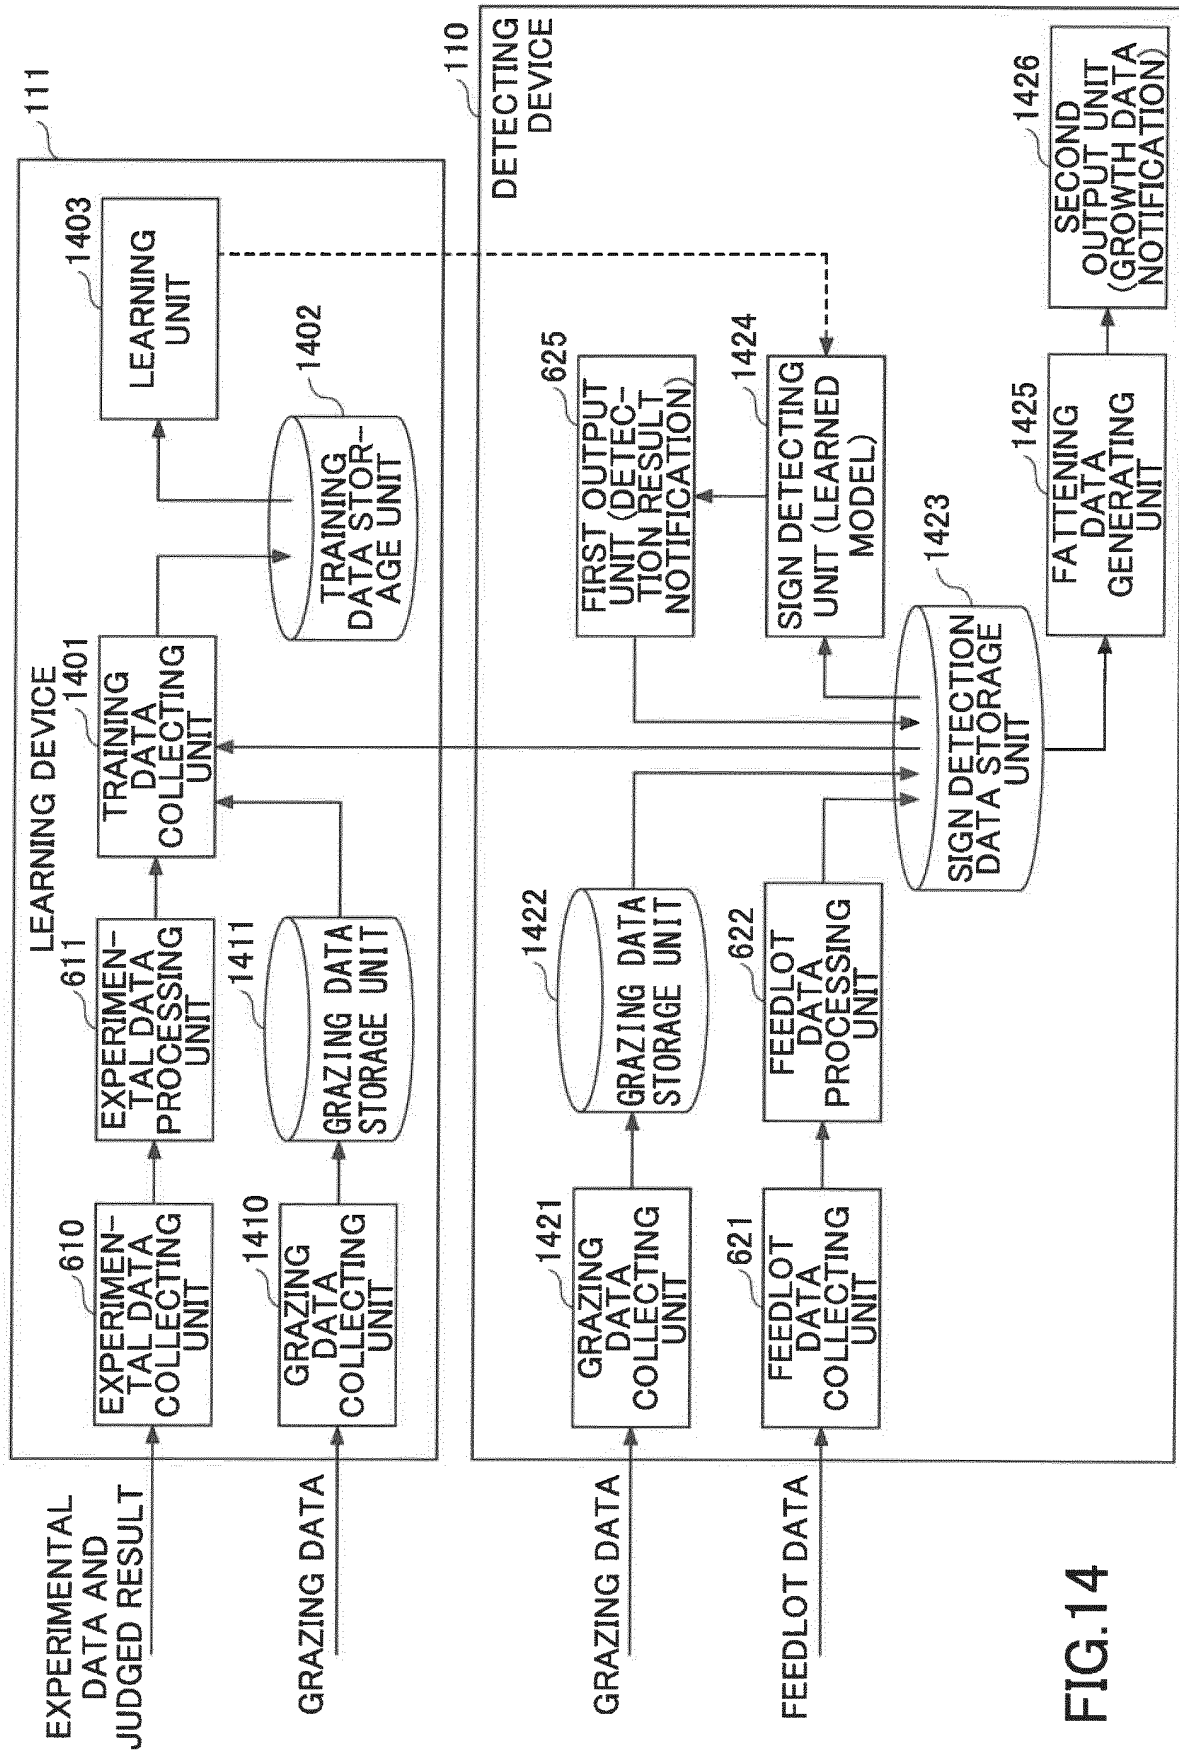 EXPERIMENTAL
DATA AND
JUDGED RESULT
GRAZING DATA
LEARNING DEVICE
111
610
EXPERIMEN-
TAL DATA
COLLECTING
UNIT
611
EXPERIMEN-
TAL DATA
PROCESSING
UNIT
1401
TRAINING
DATA
COLLECTING
UNIT
1403
LEARNING
UNIT
1410
GRAZING
DATA
COLLECTING
UNIT
1411
GRAZING DATA
STORAGE UNIT
1402
TRAINING
DATA STOR-
AGE UNIT
GRAZING DATA
FEEDLOT DATA
110
DETECTING
DEVICE
1421
GRAZING
DATA
COLLECTING
UNIT
1422
GRAZING DATA
STORAGE UNIT
625
FIRST OUTPUT
UNIT (DETEC-
TION RESULT
NOTIFICATION)
621
FEEDLOT
DATA
COLLECTING
UNIT
622
FEEDLOT
DATA
PROCESSING
UNIT
1424
SIGN DETECTING
UNIT (LEARNED
MODEL)
1423
SIGN DETECTION
DATA STORAGE
UNIT
1425
FATTENING
DATA
GENERATING
UNIT
1426
SECOND
OUTPUT UNIT
(GROWTH DATA
NOTIFICATION)
FIG.14